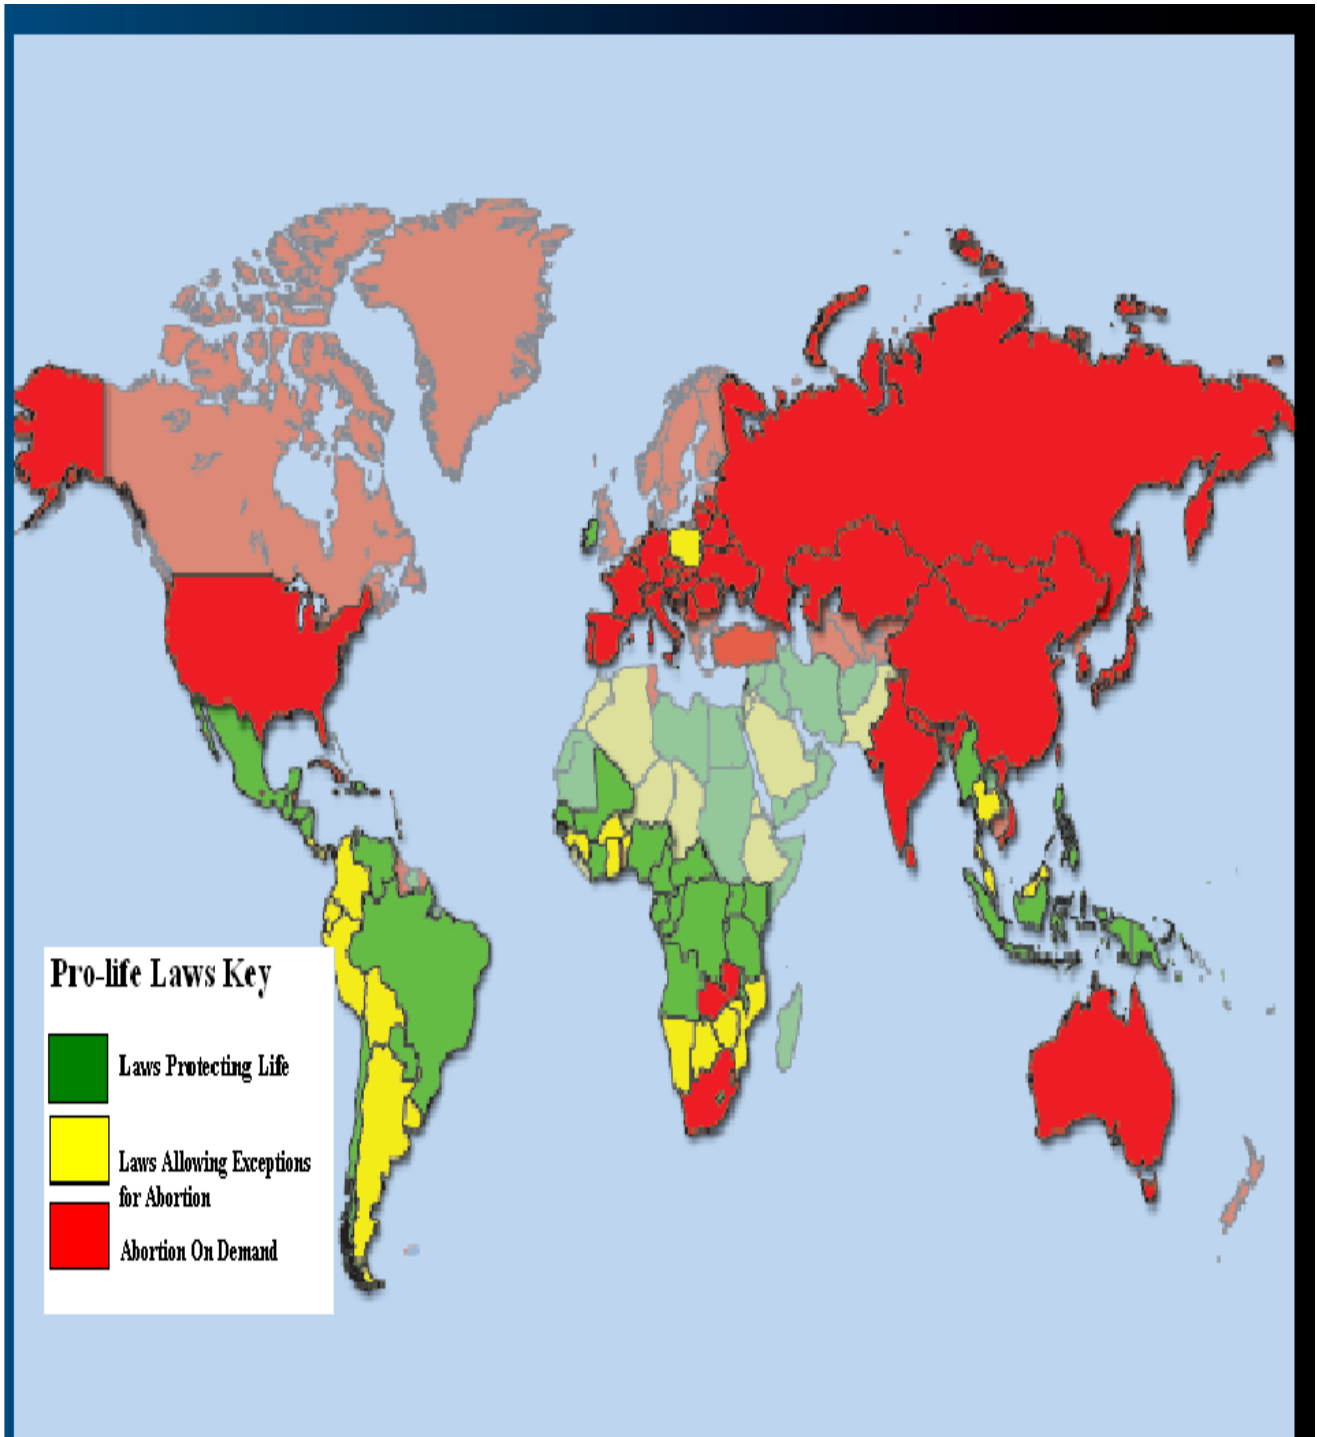 Pro-life Laws Key
Laws Protecting Life
Laws Allowing Exceptions
for Abortion
Abortion On Demand